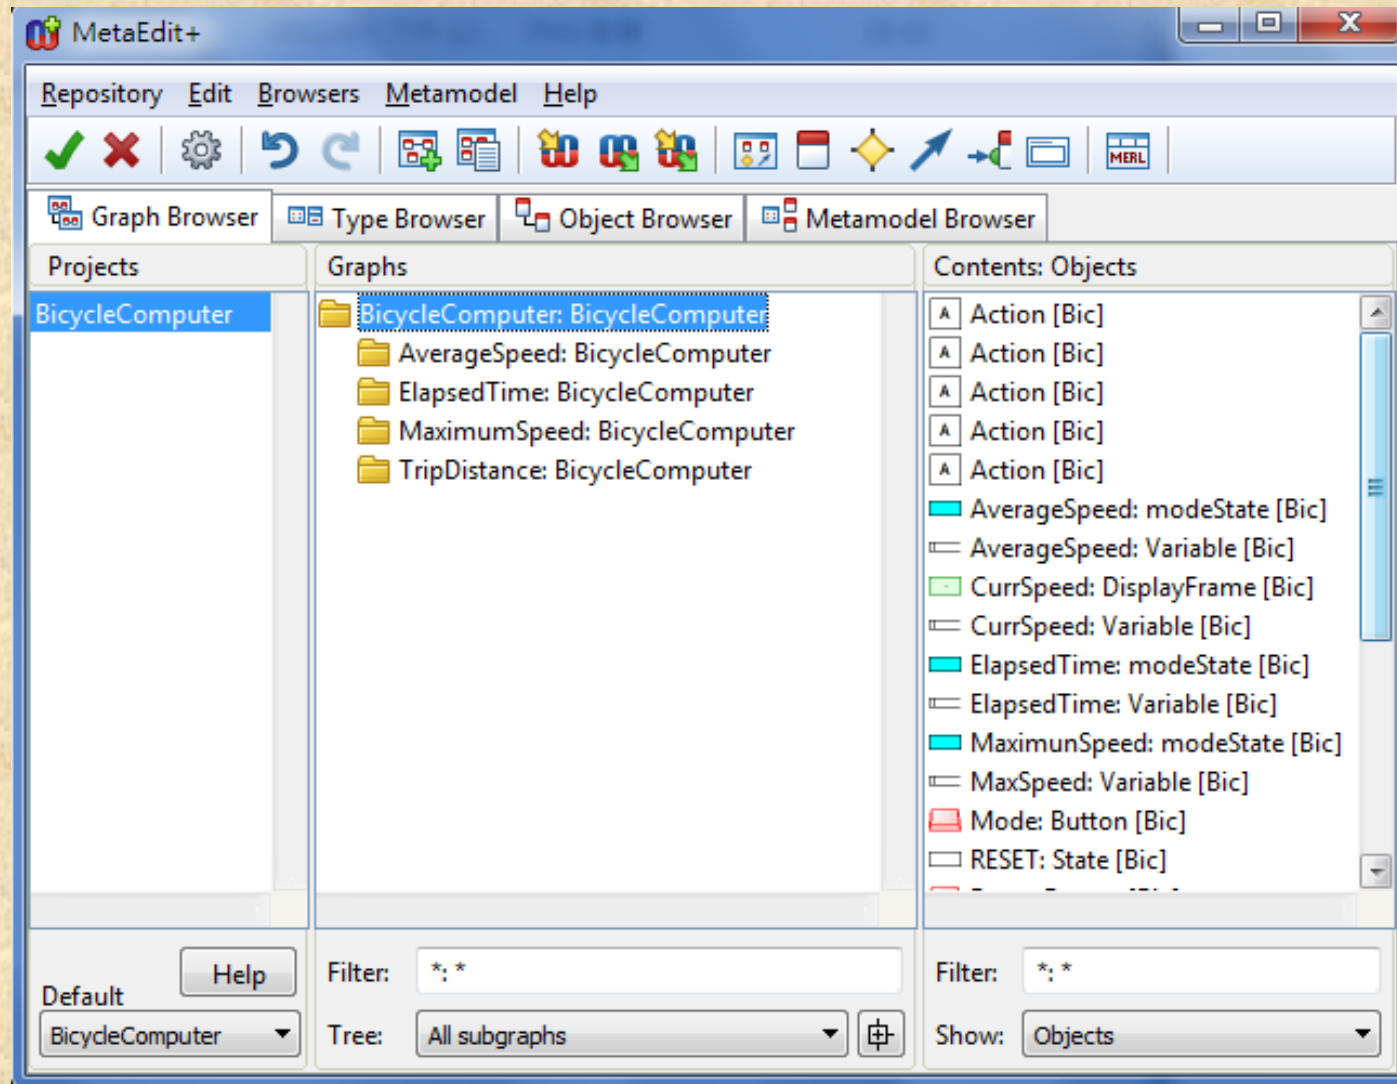 MetaEdit+
Repository Edit Browsers Metamodel Help
MERL
Graph Browser Type Browser Object Browser Metamodel Browser
Projects Graphs Contents: Objects
BicycleComputer
BicycleComputer: BicycleComputer
AverageSpeed: BicycleComputer
ElapsedTime: BicycleComputer
MaximumSpeed: BicycleComputer
TripDistance: BicycleComputer
A Action [Bic]
A Action [Bic]
A Action [Bic]
A Action [Bic]
A Action [Bic]
AverageSpeed: modeState [Bic]
AverageSpeed: Variable [Bic]
CurrSpeed: DisplayFrame [Bic]
CurrSpeed: Variable [Bic]
ElapsedTime: modeState [Bic]
ElapsedTime: Variable [Bic]
MaximunSpeed: modeState [Bic]
MaxSpeed: Variable [Bic]
Mode: Button [Bic]
RESET: State [Bic]
Help
Default
BicycleComputer
Filter: *: *
Tree: All subgraphs
Filter: *: *
Show: Objects